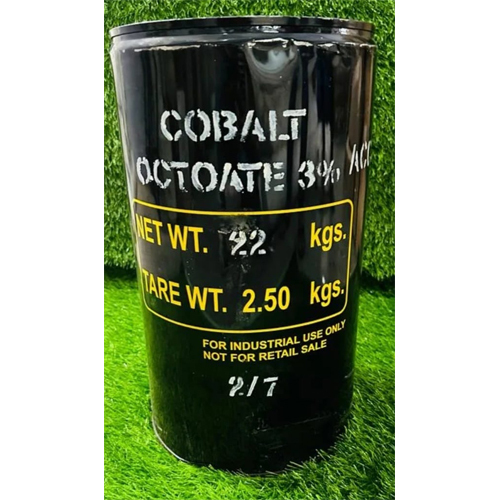 COBALT
OCTOATE 3% ACC
NET WT. 22 kgs.
TARE WT. 2.50 kgs.
FOR INDUSTRIAL USE ONLY
NOT FOR RETAIL SALE
2/7